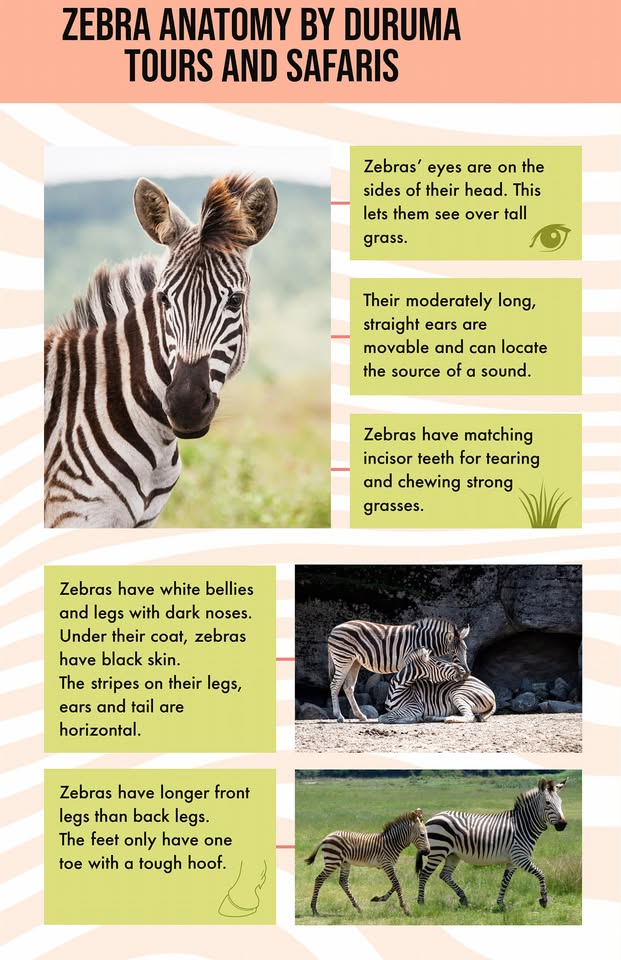 ZEBRA ANATOMY BY DURUMA
TOURS AND SAFARIS
Zebras’ eyes are on the
sides of their head. This
lets them see over tall
grass.
Their moderately long,
straight ears are
movable and can locate
the source of a sound.
Zebras have matching
incisor teeth for tearing
and chewing strong
grasses.
Zebras have white bellies
and legs with dark noses.
Under their coat, zebras
have black skin.
The stripes on their legs,
ears and tail are
horizontal.
Zebras have longer front
legs than back legs.
The feet only have one
toe with a tough hoof.